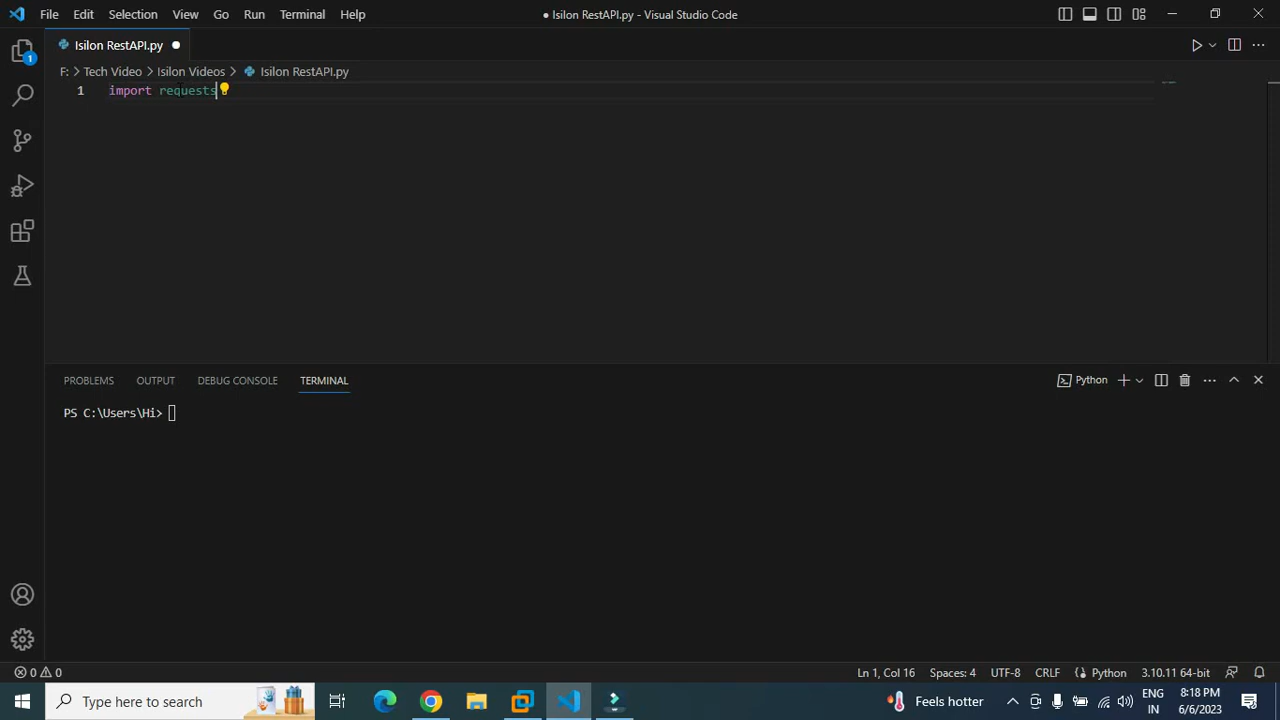 File Edit Selection View Go Run Terminal Help
● Isilon RestAPI.py - Visual Studio Code
Isilon RestAPI.py
F: > Tech Video > Isilon Videos > Isilon RestAPI.py
1 import requests
PROBLEMS OUTPUT DEBUG CONSOLE TERMINAL
Python
PS C:\Users\Hi>
1
0 0
Ln 1, Col 16 Spaces: 4 UTF-8 CRLF Python 3.10.11 64-bit
Type here to search
Feels hotter
ENG
IN
8:18 PM
6/6/2023